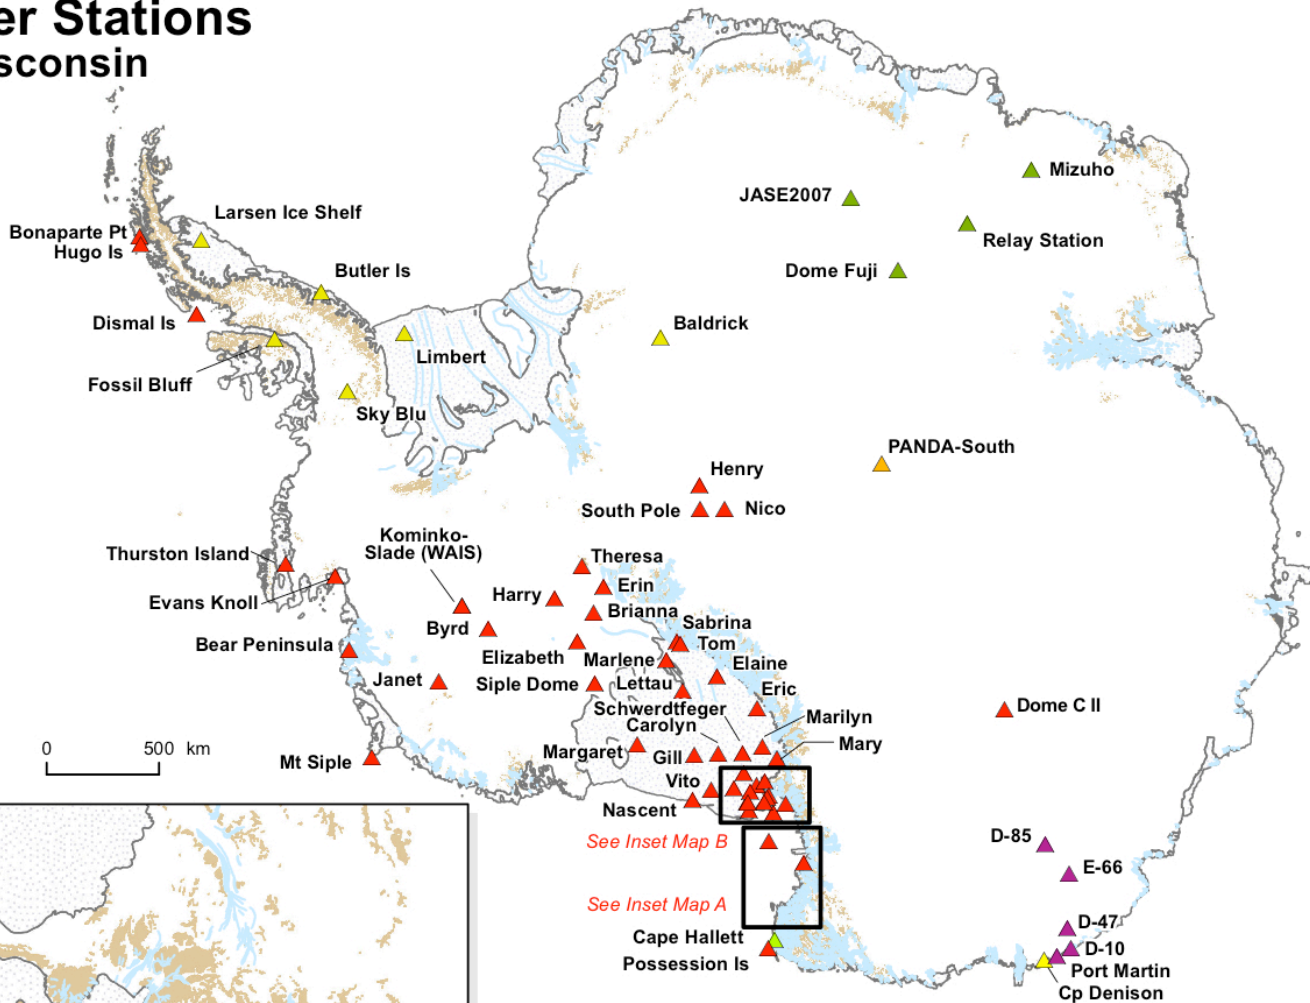 er Stations
sconsin
Mizuho
JASE2007
Larsen Ice Shelf
Bonaparte Pt
Hugo Is
Relay Station
Butler Is
Dome Fuji
Dismal Is
Baldrick
Limbert
Fossil Bluff
Sky Blu
PANDA-South
Henry
South Pole
Nico
Kominko-
Slade (WAIS)
Thurston Island
Theresa
Erin
Harry
Evans Knoll
Brianna
Byrd
Sabrina
Bear Peninsula
Tom
Elizabeth
Marlene
Elaine
Janet
Siple Dome
Lettau
Eric
Schwerdtfeger
Dome C II
Carolyn
Marilyn
0 500 km
Margaret
Gill
Mary
Mt Siple
Vito
Nascent
See Inset Map B
D-85
E-66
See Inset Map A
D-47
Cape Hallett
D-10
Possession Is
Port Martin
Cp Denison